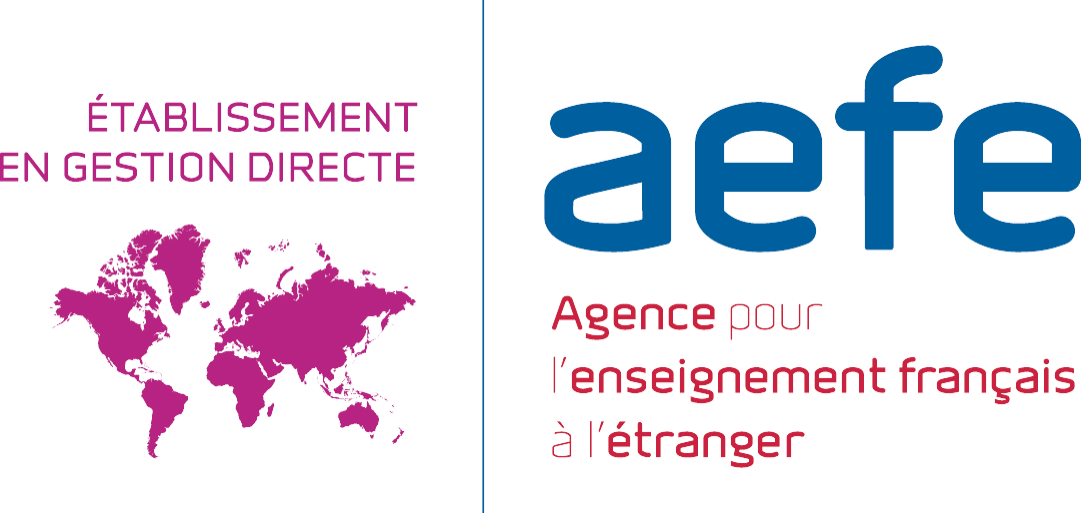 ÉTABLISSEMENT
EN GESTION DIRECTE
aefe
Agence pour
l'enseignement français
à l'étranger